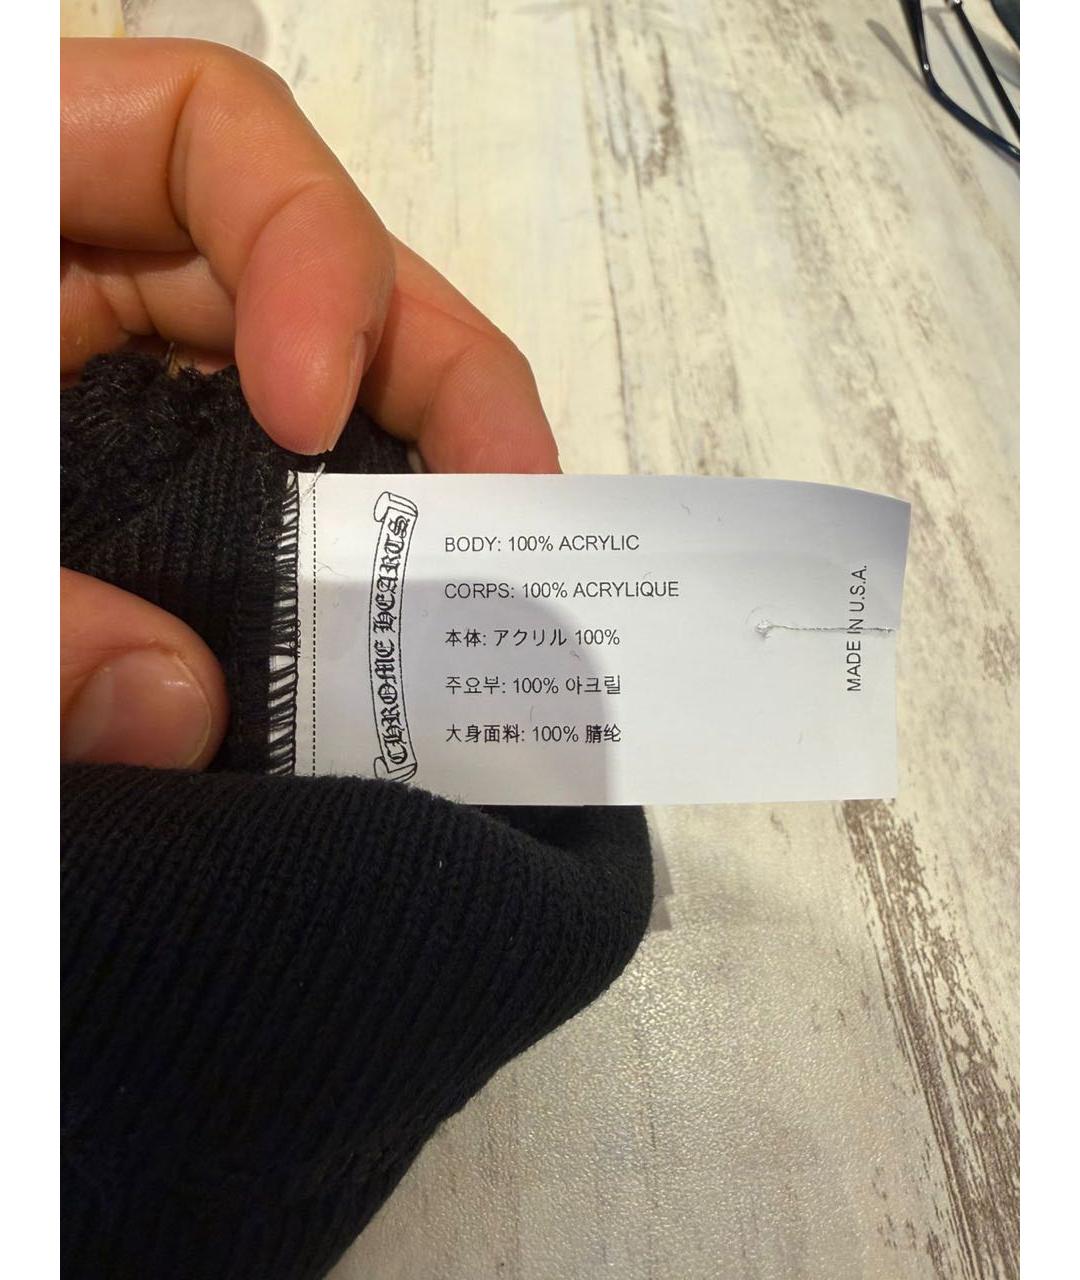 CHROME HEARTS
BODY: 100% ACRYLIC
CORPS: 100% ACRYLIQUE
本体: アクリル 100%
주요부: 100% 아크릴
大身面料: 100% 腈纶
MADE IN U.S.A.